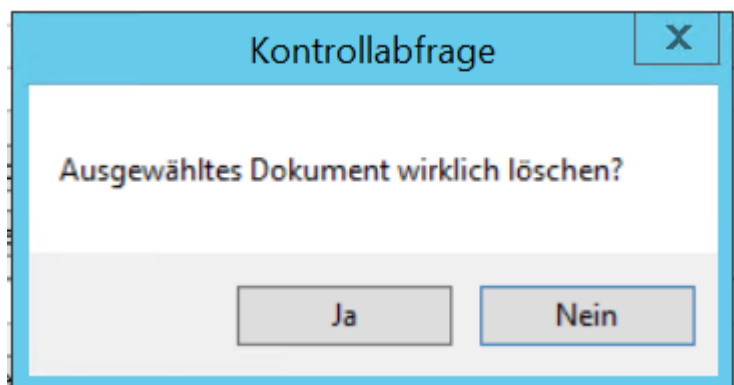 Kontrollabfrage
X
Ausgewähltes Dokument wirklich löschen?
Ja
Nein